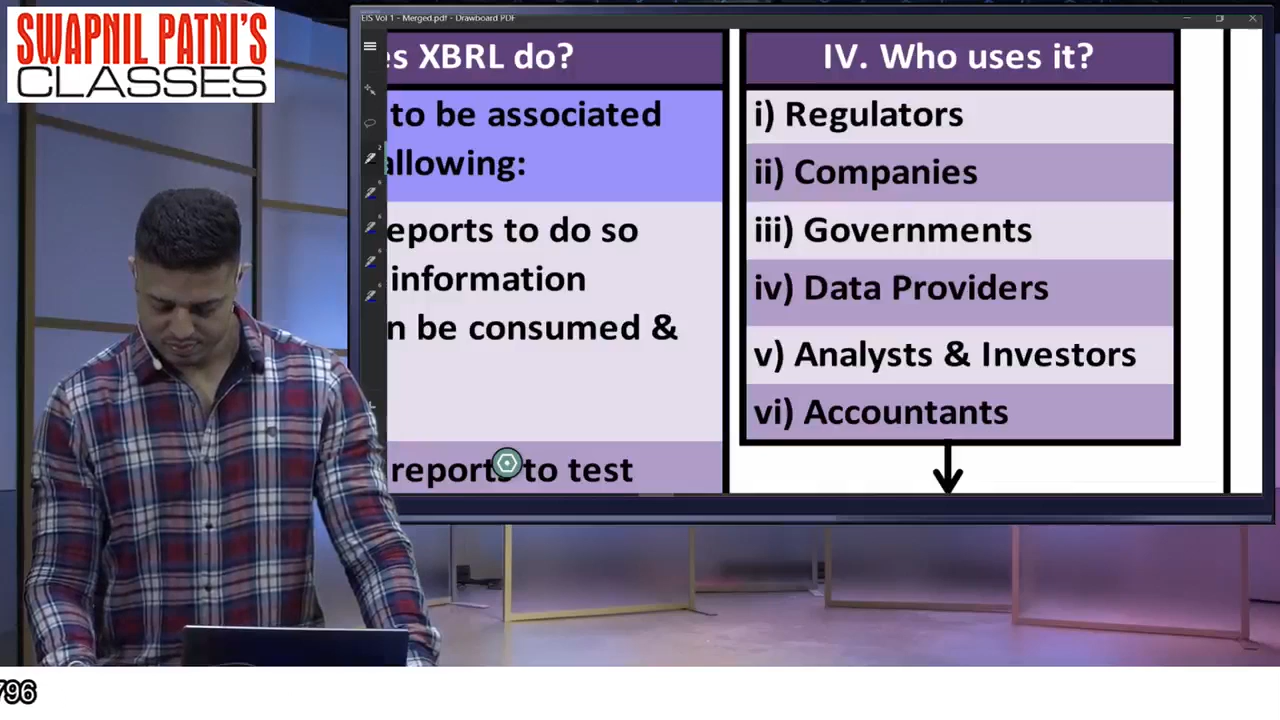 SWAPNIL PATNI'S
CLASSES
EIS Vol 1 - Merged.pdf - Drawboard PDF
es XBRL do?
to be associated
allowing:
eports to do so
information
n be consumed &
reports to test
IV. Who uses it?
i) Regulators
ii) Companies
iii) Governments
iv) Data Providers
v) Analysts & Investors
vi) Accountants
796